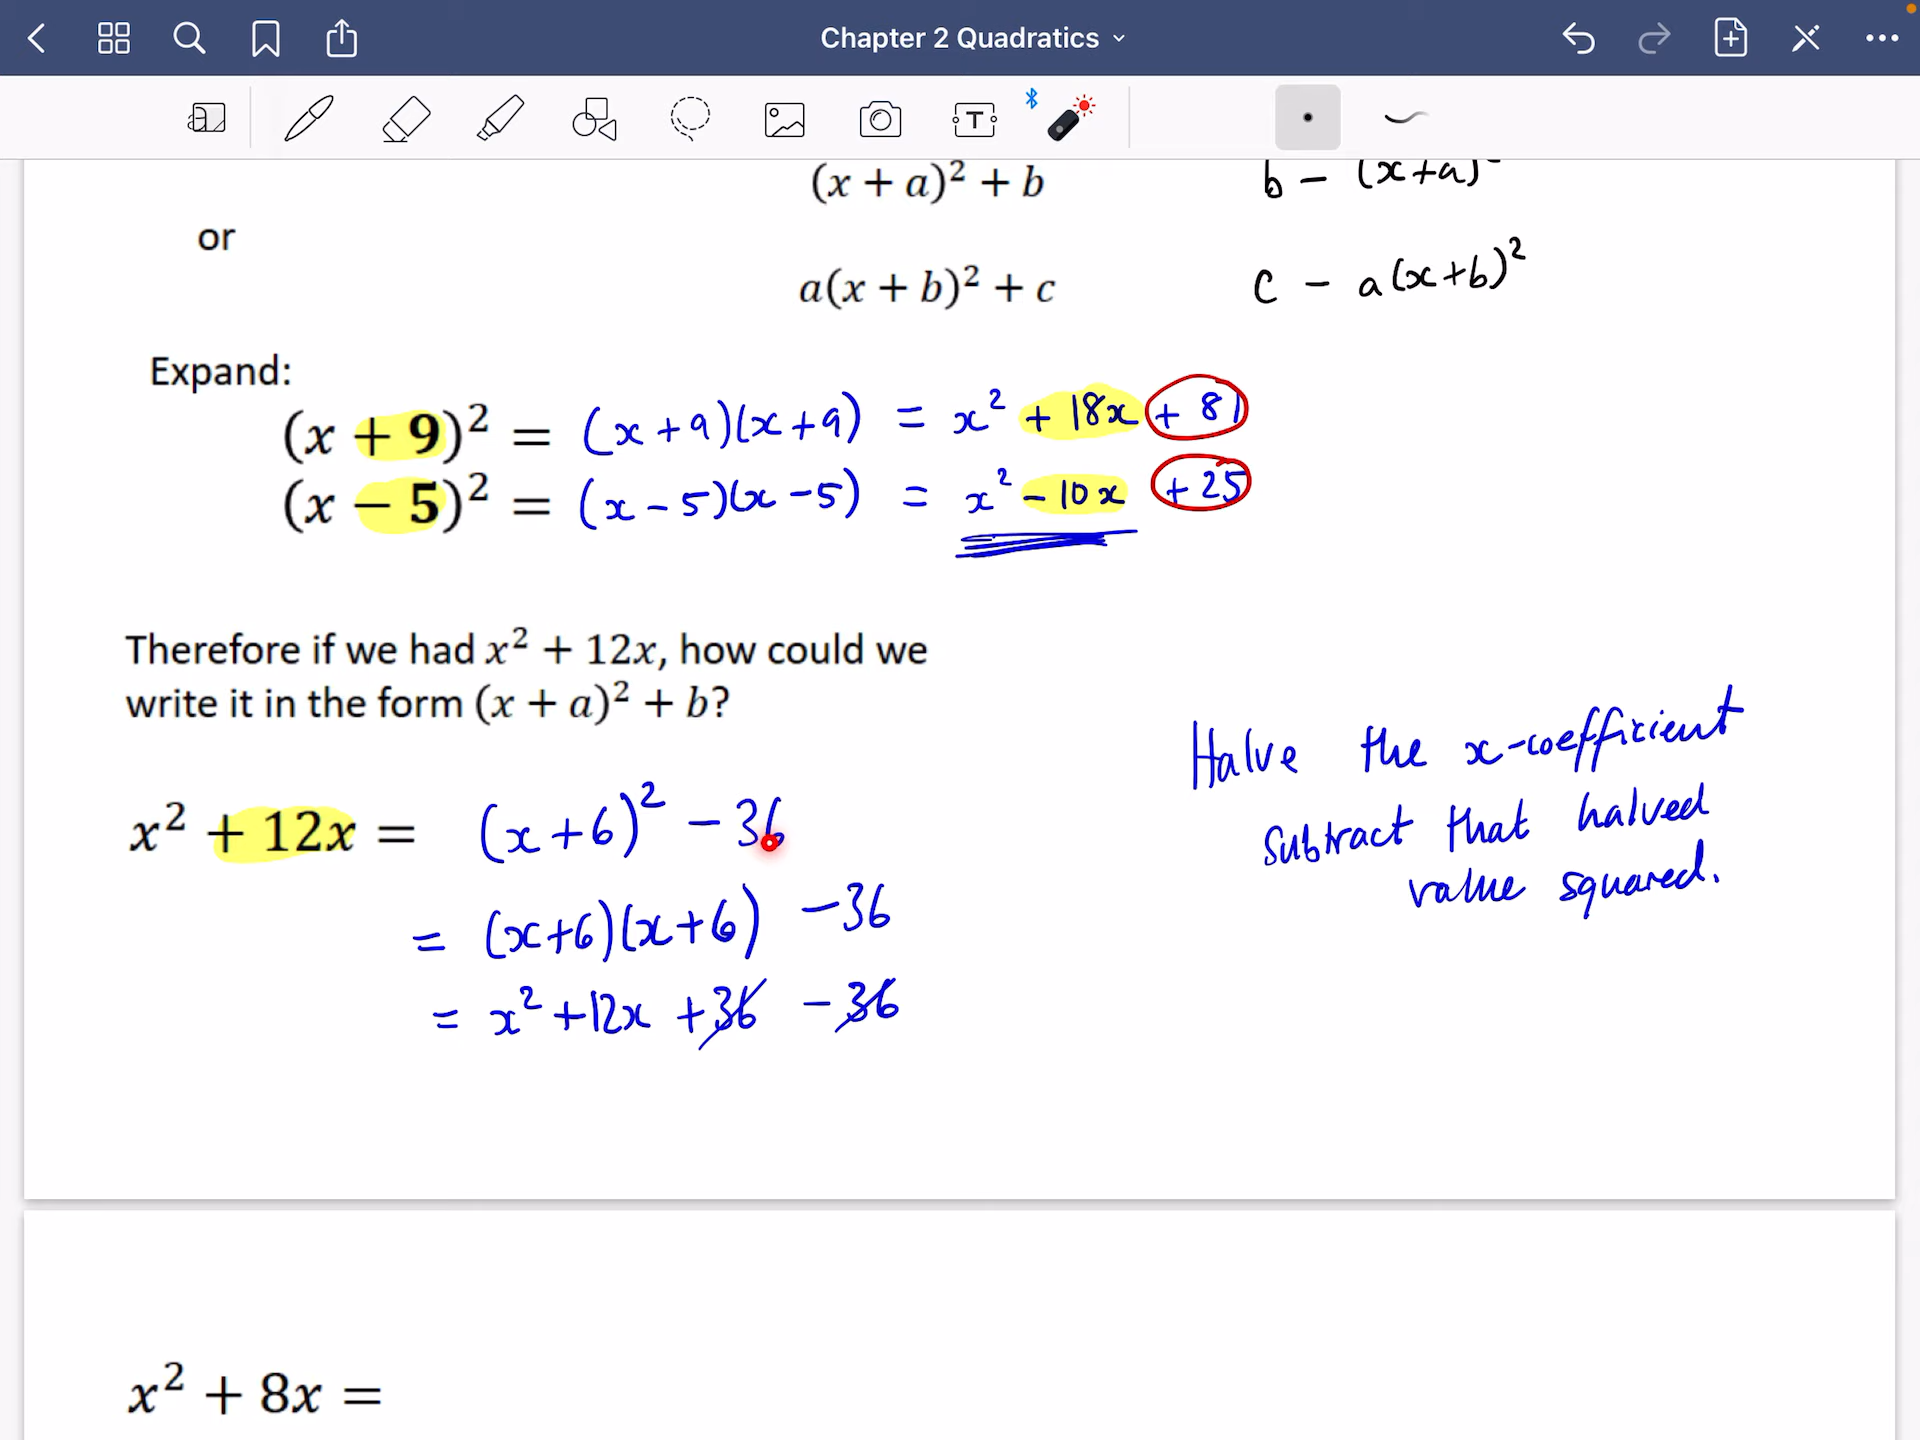 Chapter 2 Quadratics
(x + a)² + b
b - (x+a)²
or
a(x + b)² + c
c - a(x+b)²
Expand:
(x + 9)² = (x+9)(x+9) = x² + 18x + 81
(x − 5)² = (x-5)(x-5) = x² - 10x + 25
Therefore if we had x² + 12x, how could we
write it in the form (x + a)² + b?
Halve the x-coefficient
subtract that halved
value squared.
x² + 12x = (x+6)² - 36
= (x+6)(x+6) - 36
= x² + 12x + 36 - 36
x² + 8x =